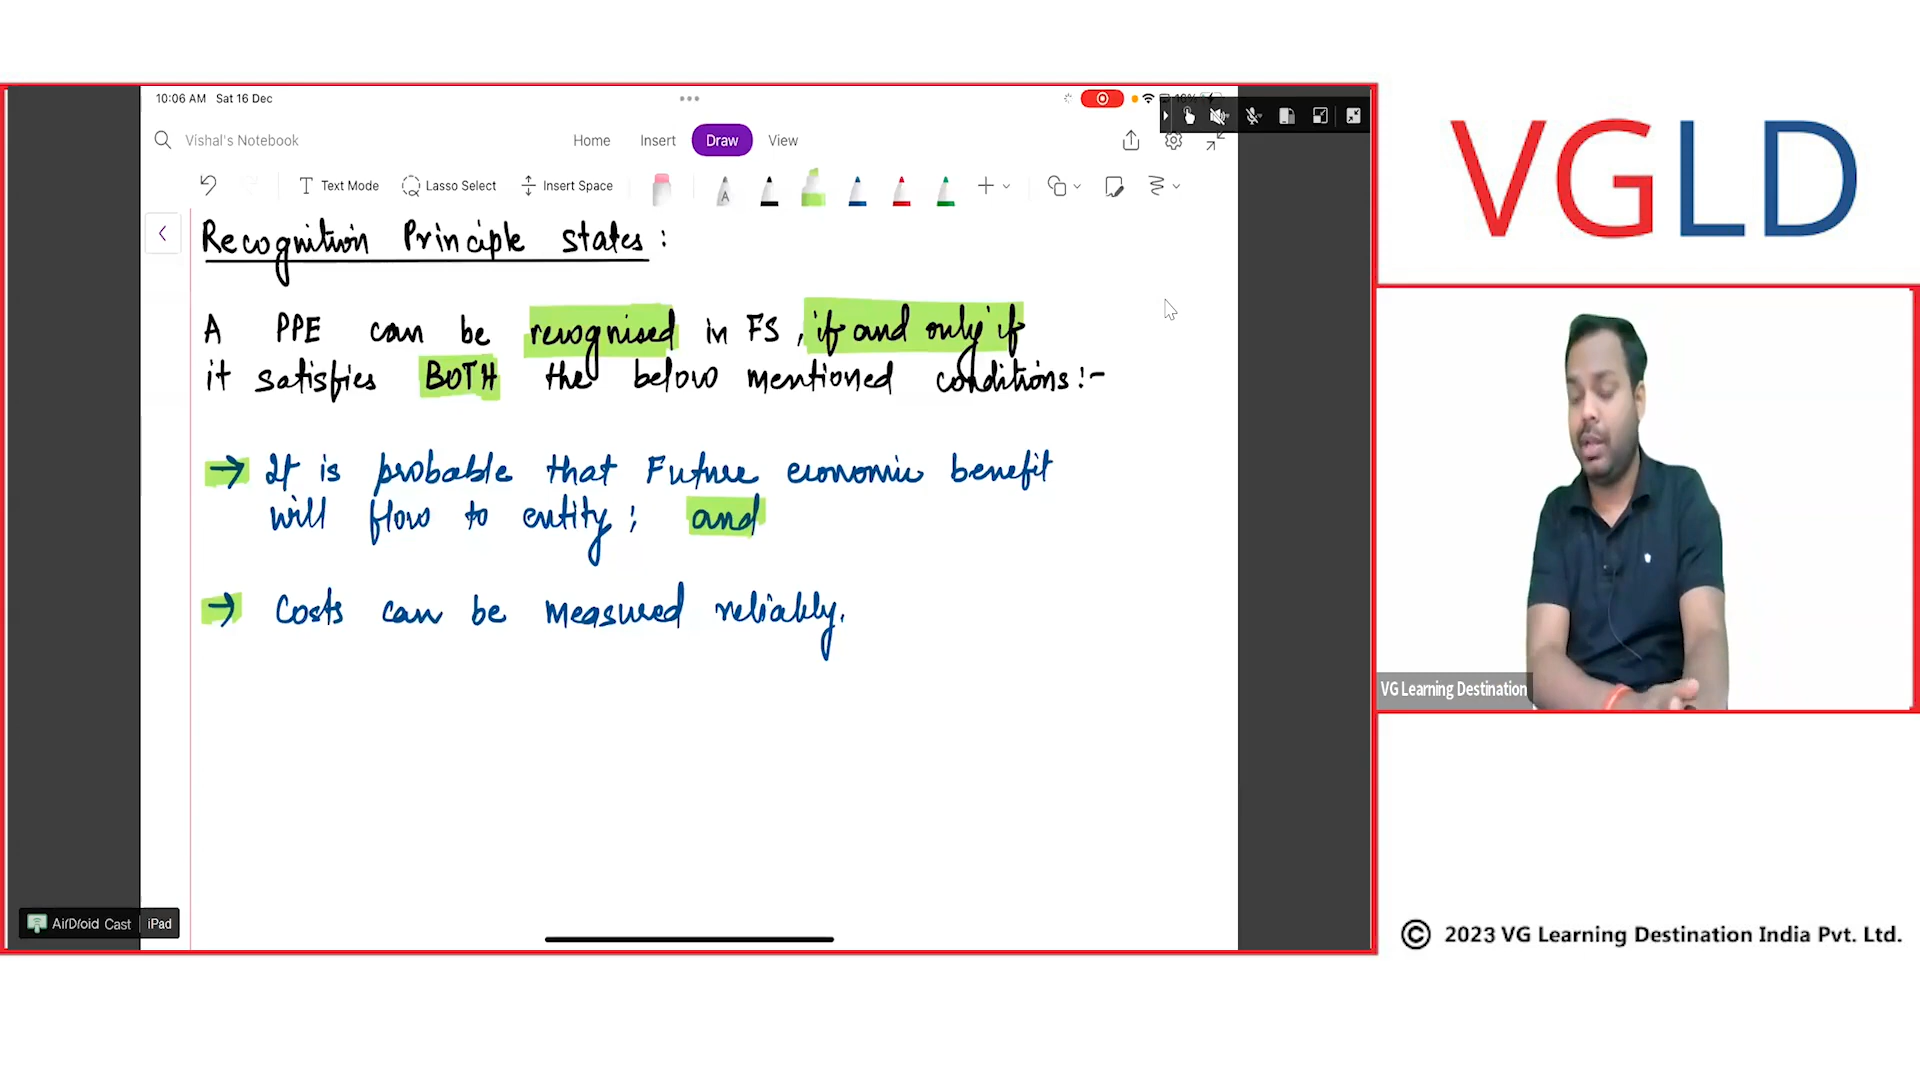 10:06 AM Sat 16 Dec
Vishal's Notebook
Home Insert Draw View
Text Mode Lasso Select Insert Space
Recognition Principle states :
A PPE can be recognised in FS, if and only if
it satisfies BOTH the below mentioned conditions:-
→ It is probable that Future economic benefit
will flow to entity; and
→ Costs can be measured reliably.
AirDroid Cast iPad
VGLD
VG Learning Destination
© 2023 VG Learning Destination India Pvt. Ltd.